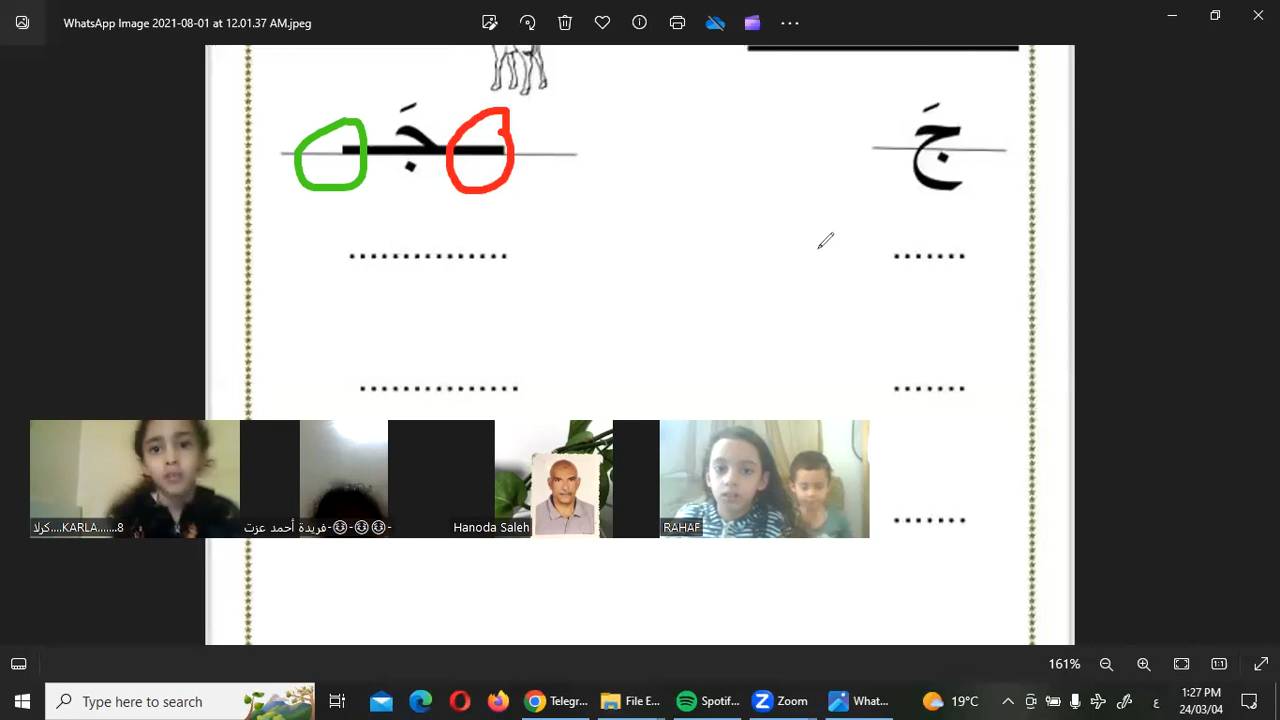 WhatsApp Image 2021-08-01 at 12.01.37 AM.jpeg
جَ
جَ
KARLA.......8....كرلا
-فريدة أحمد عزت-😂-😂😂
Hanoda Saleh
RAHAF
161%
Type here to search
Telegr...
File E...
Spotif...
Zoom
What...
19°C
ع
1:27 PM
24/03/04